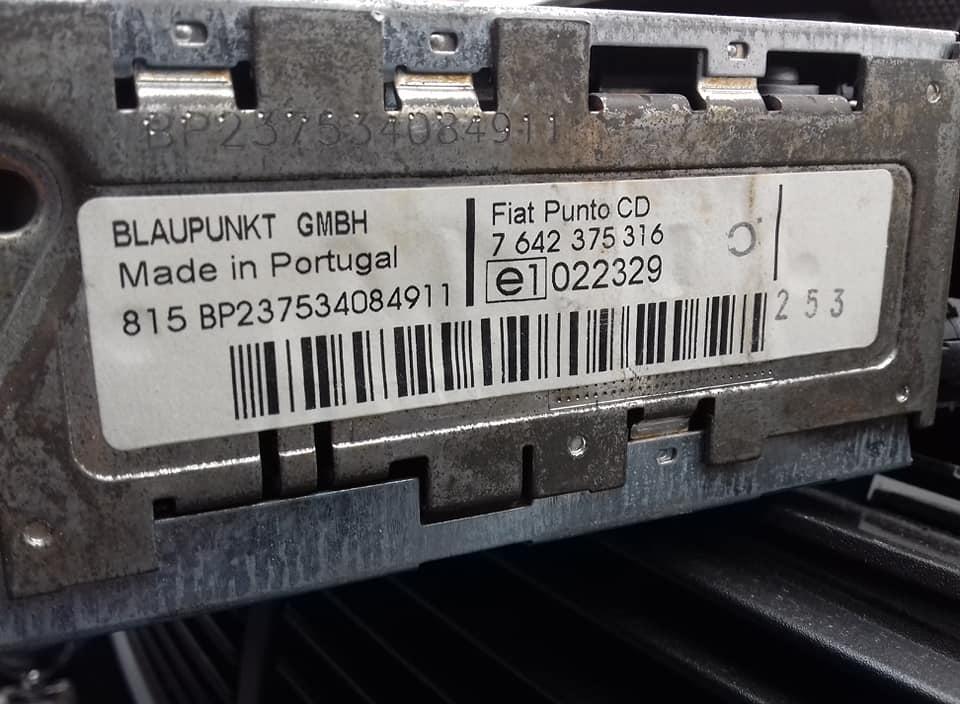 BP237534084911
BLAUPUNKT GMBH
Made in Portugal
815 BP237534084911
Fiat Punto CD
7 642 375 316
e1 022329
253